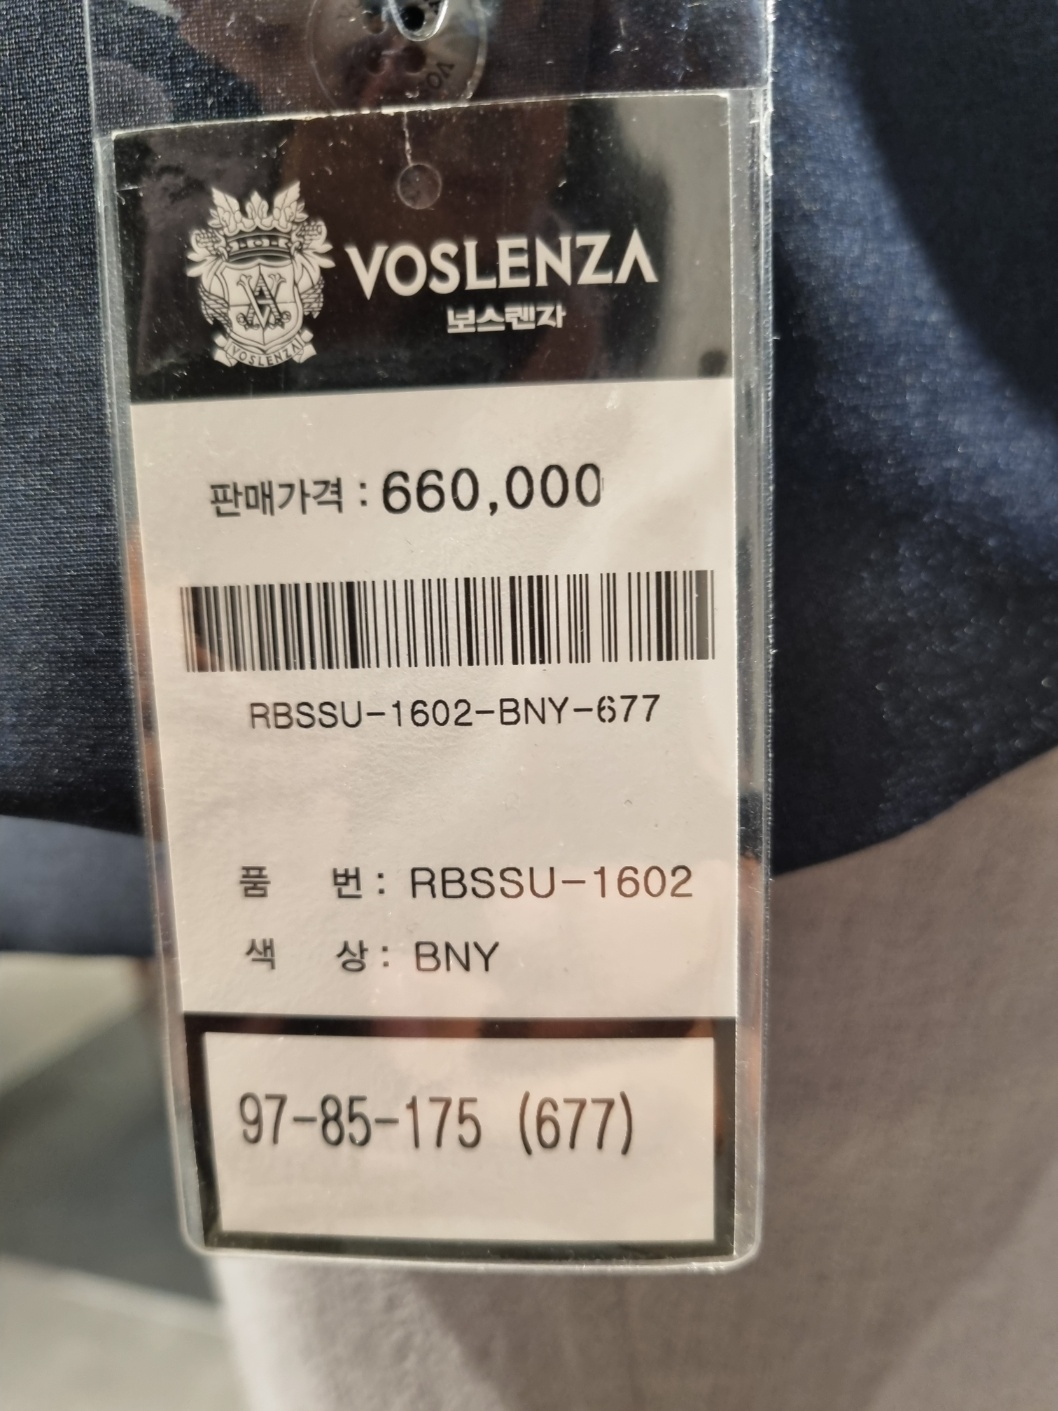 VOSLENZA
보스렌자
VOSLENZA
판매가격 : 660,000
RBSSU-1602-BNY-677
품 번 : RBSSU-1602
색 상 : BNY
97-85-175 (677)